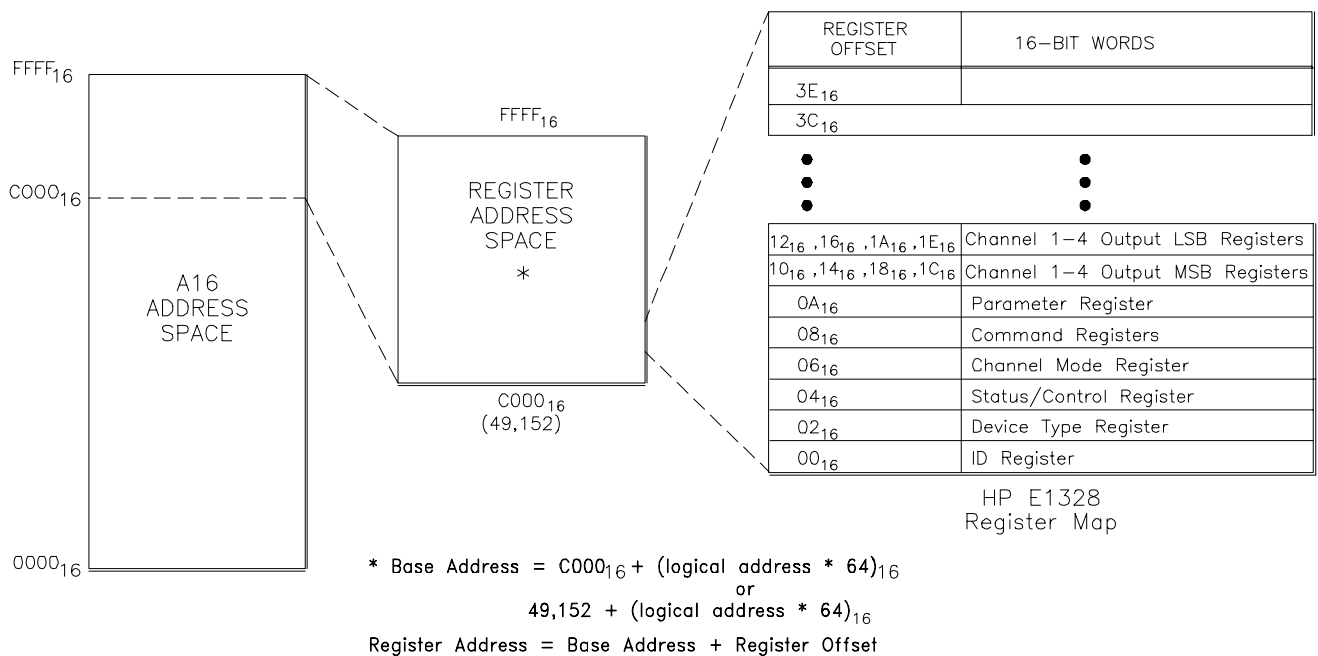 FFFF16
C00016
A16
ADDRESS
SPACE
000016
FFFF16
REGISTER
ADDRESS
SPACE
*
C00016
(49,152)
REGISTER OFFSET 16-BIT WORDS
3E16
3C16
1216 ,1616 ,1A16 ,1E16 Channel 1-4 Output LSB Registers
1016 ,1416 ,1816 ,1C16 Channel 1-4 Output MSB Registers
0A16 Parameter Register
0816 Command Registers
0616 Channel Mode Register
0416 Status/Control Register
0216 Device Type Register
0016 ID Register
HP E1328
Register Map
* Base Address = C00016 + (logical address * 64)16
or
49,152 + (logical address * 64)16
Register Address = Base Address + Register Offset